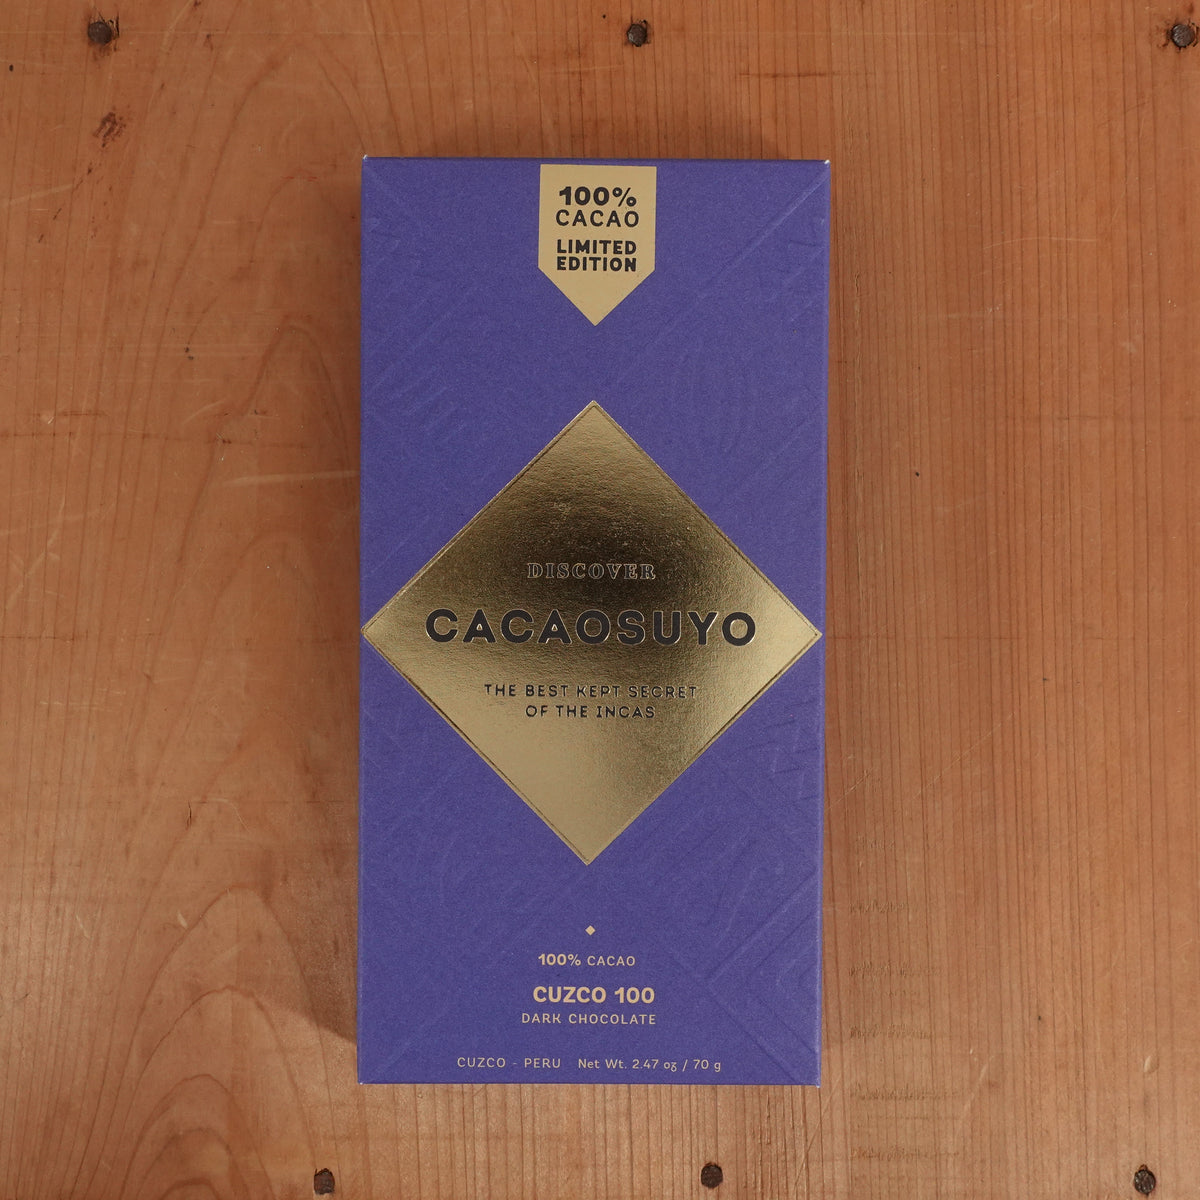 100%
CACAO
LIMITED
EDITION
DISCOVER
CACAOSUYO
THE BEST KEPT SECRET
OF THE INCAS
100% CACAO
CUZCO 100
DARK CHOCOLATE
CUZCO - PERU Net Wt. 2.47 oz / 70 g